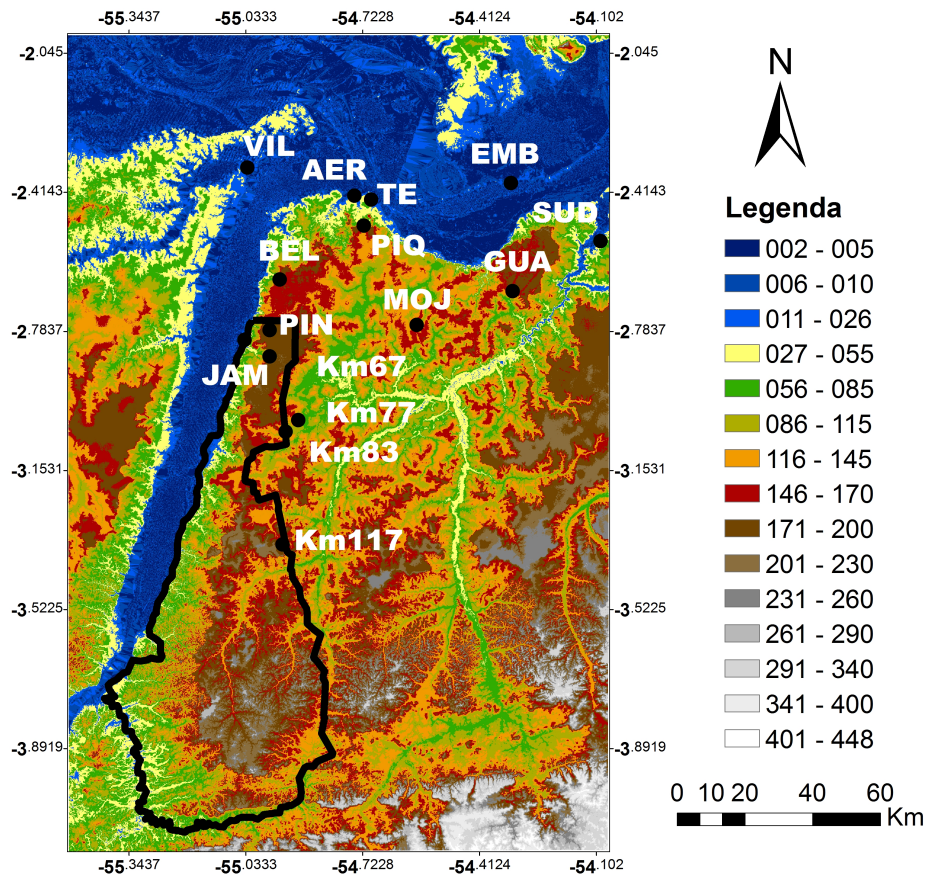 -55.3437 -55.0333 -54.7228 -54.4124 -54.102
-2.045
-2.4143
-2.7837
-3.1531
-3.5225
-3.8919
-2.045
-2.4143
-2.7837
-3.1531
-3.5225
-3.8919
VIL
EMB
AER
TE
SUD
PIQ
BEL
GUA
MOJ
PIN
JAM
Km67
Km77
Km83
Km117
-55.3437 -55.0333 -54.7228 -54.4124 -54.102
N
Legenda
002 - 005
006 - 010
011 - 026
027 - 055
056 - 085
086 - 115
116 - 145
146 - 170
171 - 200
201 - 230
231 - 260
261 - 290
291 - 340
341 - 400
401 - 448
0 10 20 40 60
Km